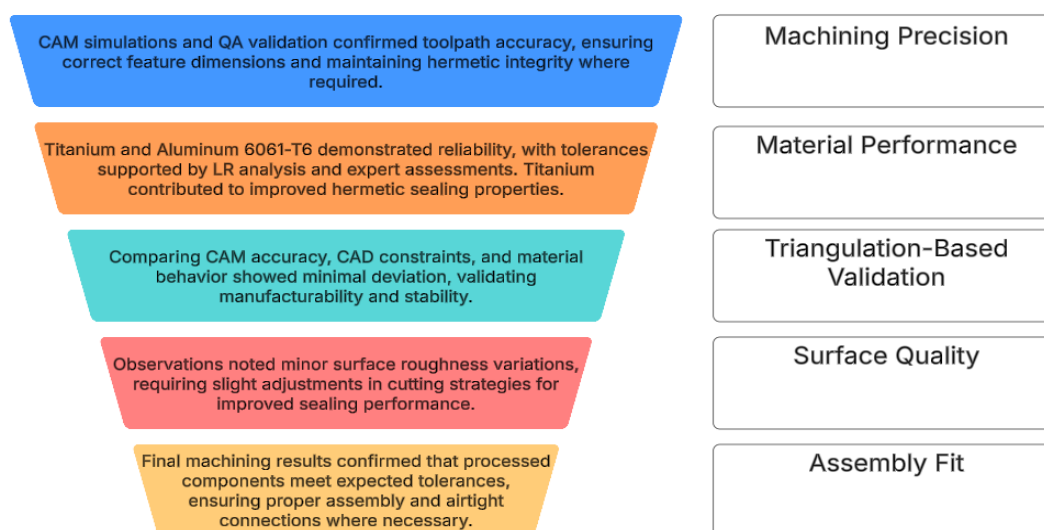 CAM simulations and QA validation confirmed toolpath accuracy, ensuring
correct feature dimensions and maintaining hermetic integrity where
required.
Machining Precision
Titanium and Aluminum 6061-T6 demonstrated reliability, with tolerances
supported by LR analysis and expert assessments. Titanium
contributed to improved hermetic sealing properties.
Material Performance
Comparing CAM accuracy, CAD constraints, and
material behavior showed minimal deviation, validating
manufacturability and stability.
Triangulation-Based
Validation
Observations noted minor surface roughness variations,
requiring slight adjustments in cutting strategies for
improved sealing performance.
Surface Quality
Final machining results confirmed that processed
components meet expected tolerances,
ensuring proper assembly and airtight
connections where necessary.
Assembly Fit